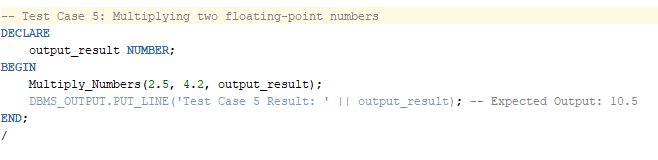 -- Test Case 5: Multiplying two floating-point numbers
DECLARE
    output_result NUMBER;
BEGIN
    Multiply_Numbers(2.5, 4.2, output_result);
    DBMS_OUTPUT.PUT_LINE('Test Case 5 Result: ' || output_result); -- Expected Output: 10.5
END;
/